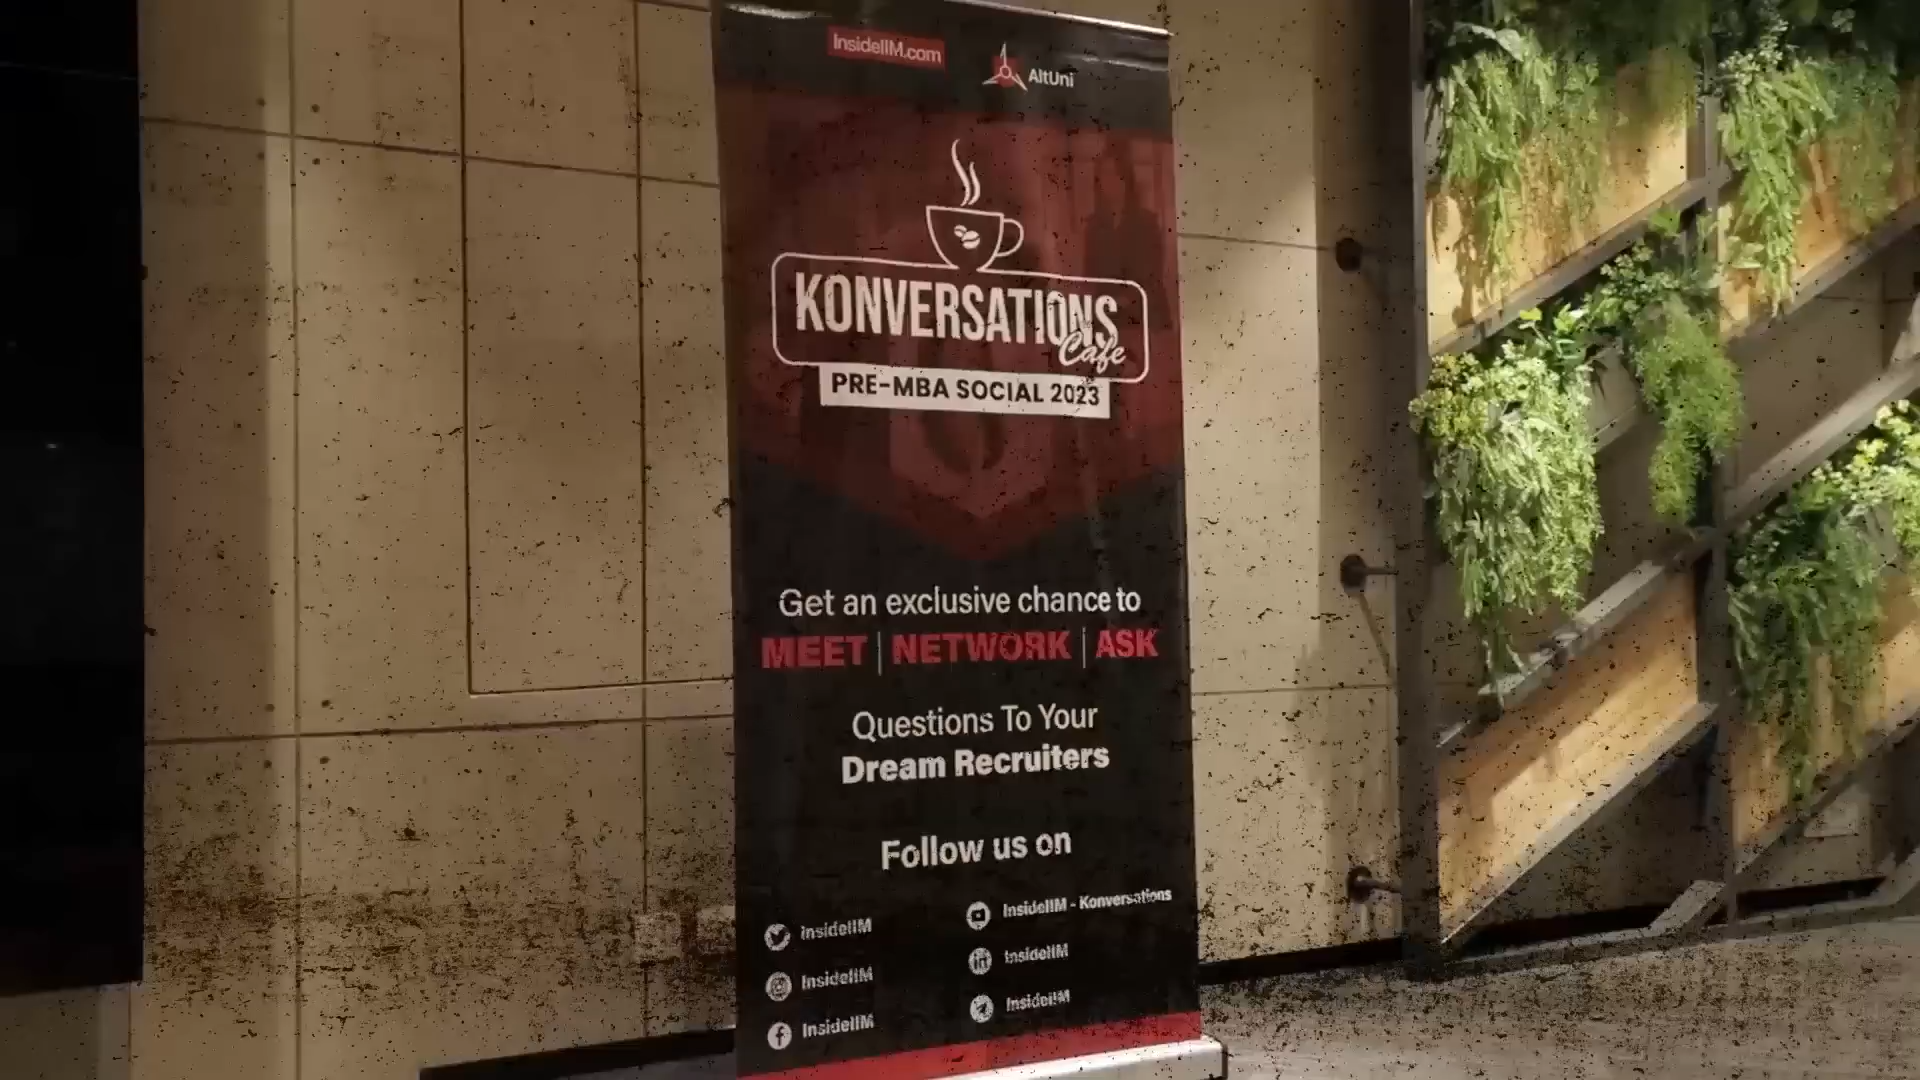 InsideIIM.com
AltUni
KONVERSATIONS
Cafe
PRE-MBA SOCIAL 2023
Get an exclusive chance to
MEET | NETWORK | ASK
Questions To Your
Dream Recruiters
Follow us on
InsideIIM
InsideIIM - Konversations
InsideIIM
InsideIIM
InsideIIM
InsideIIM